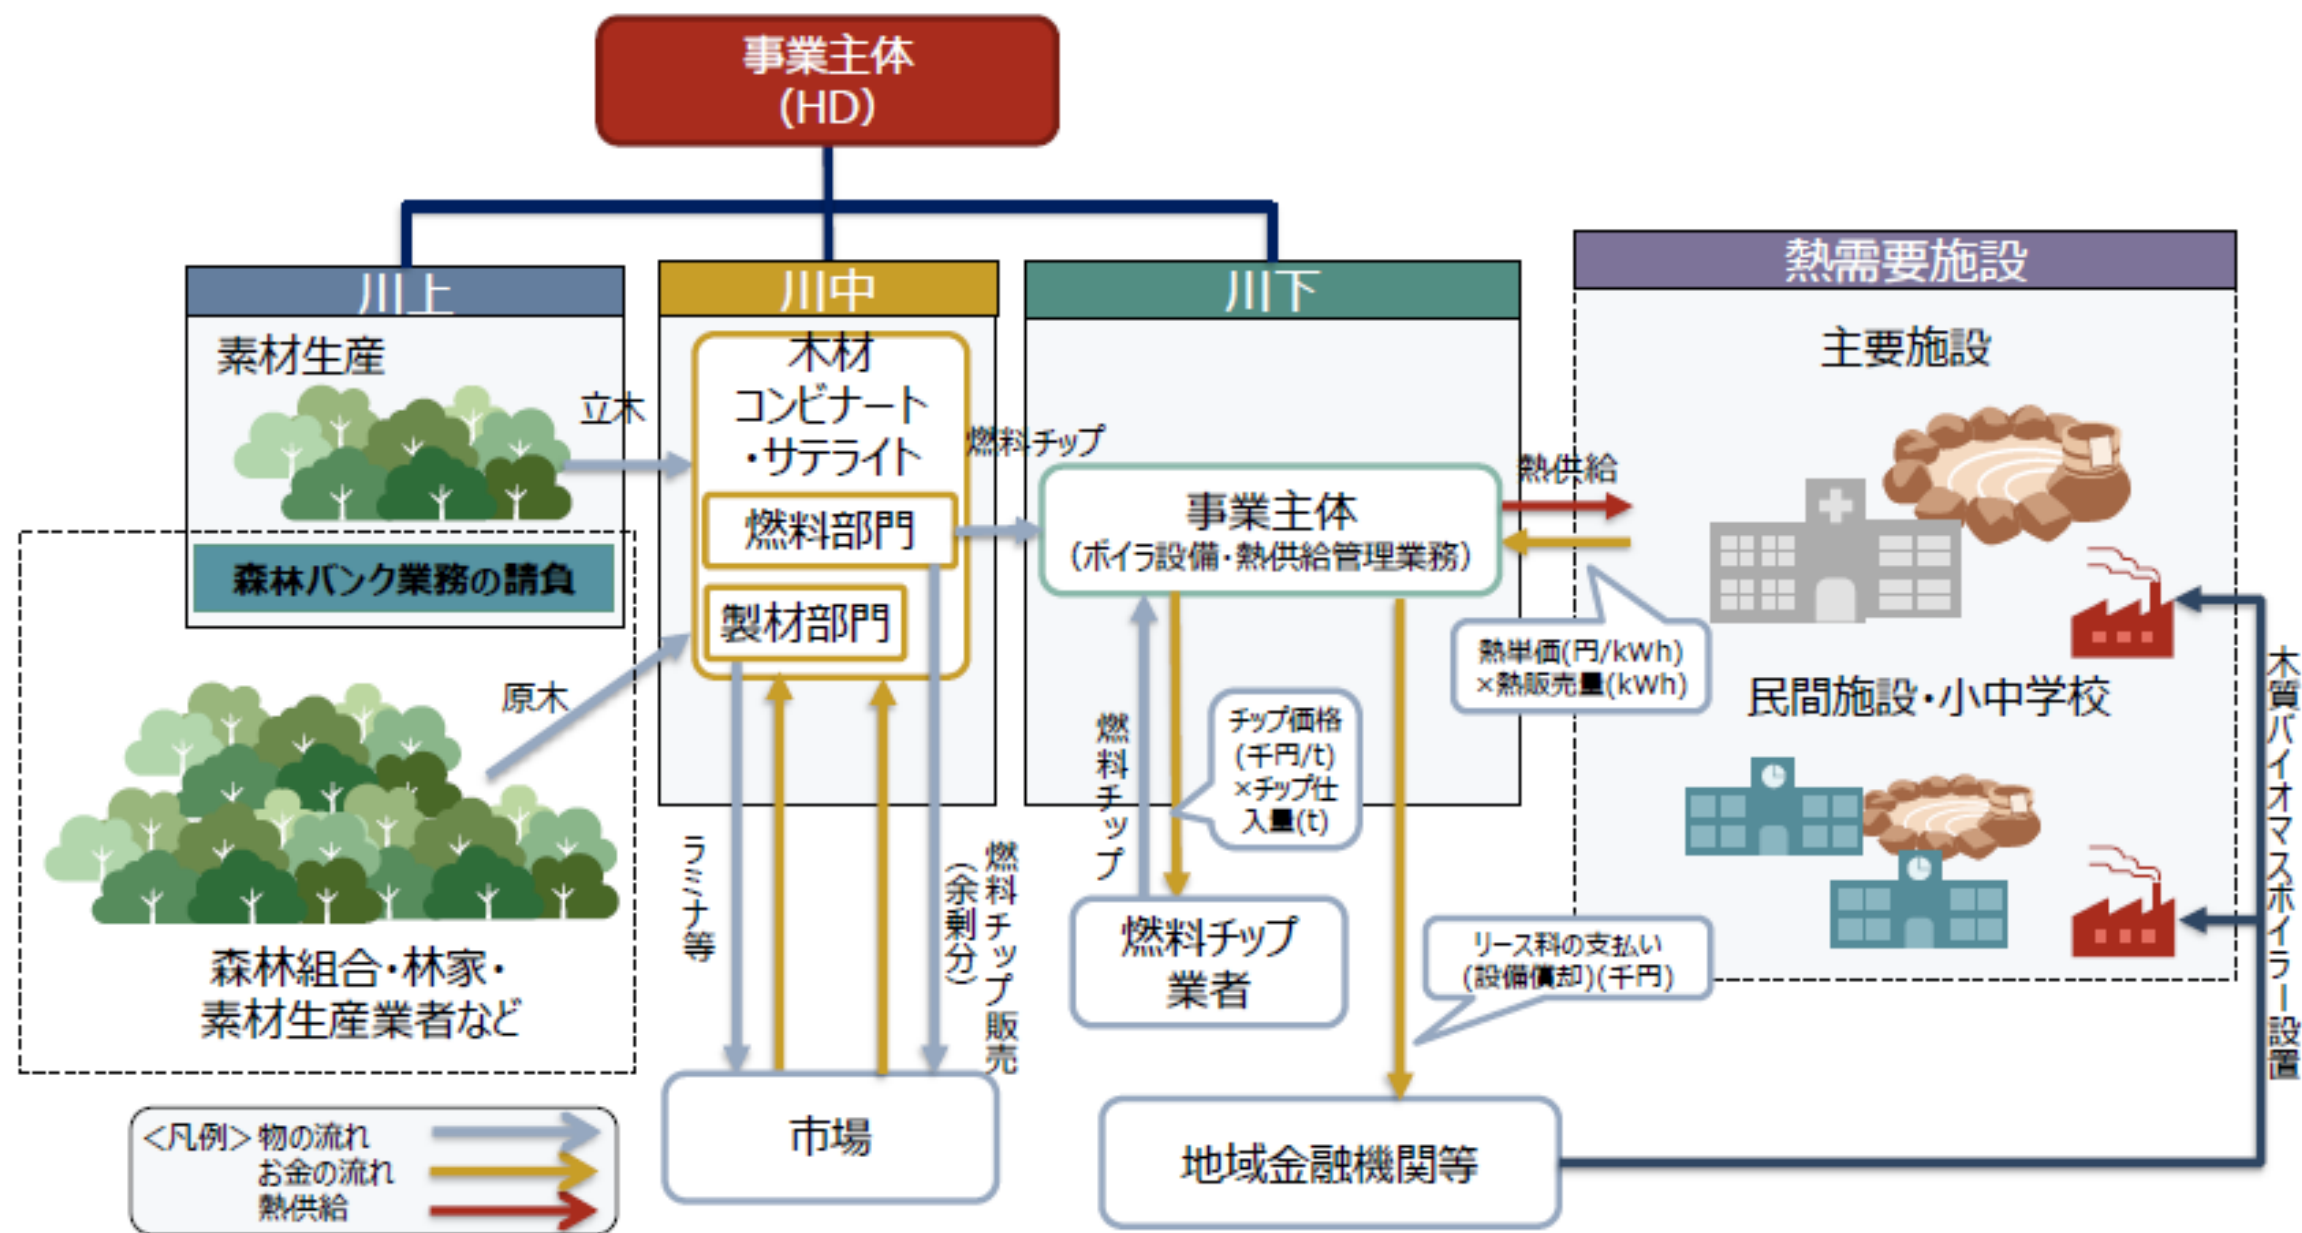 事業主体
(HD)
川上
川中
川下
熱需要施設
素材生産
立木
森林バンク業務の請負
原木
森林組合・林家・
素材生産業者など
木材
コンビナート
・サテライト
燃料部門
製材部門
燃料チップ
ラミナ等
燃料チップ販売
(余剰分)
市場
事業主体
(ボイラ設備・熱供給管理業務)
熱供給
燃料チップ
チップ価格
(千円/t)
×チップ仕
入量(t)
燃料チップ
業者
熱単価(円/kWh)
×熱販売量(kWh)
リース料の支払い
(設備償却)(千円)
地域金融機関等
主要施設
民間施設・小中学校
木質バイオマスボイラー設置
<凡例>物の流れ
お金の流れ
熱供給